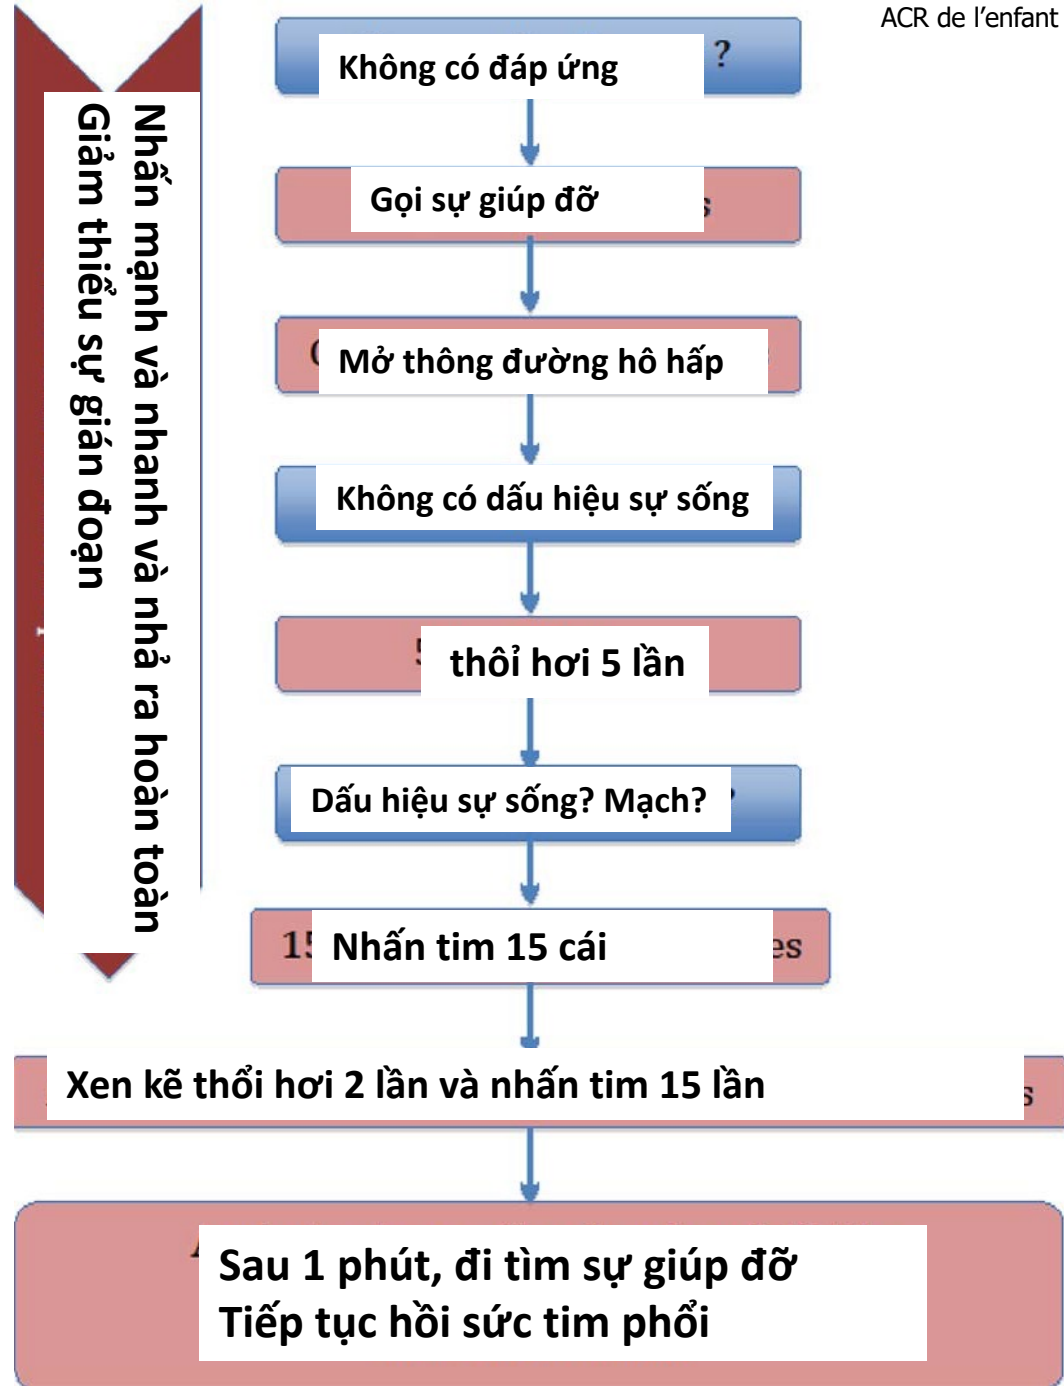 ACR de l’enfant
Không có đáp ứng ?
Gọi sự giúp đỡ
Mở thông đường hô hấp
Không có dấu hiệu sự sống
thôỉ hơi 5 lần
Dấu hiệu sự sống? Mạch?
Nhấn tim 15 cái
Xen kẽ thổi hơi 2 lần và nhấn tim 15 lần
Sau 1 phút, đi tìm sự giúp đỡ
Tiếp tục hồi sức tim phổi
Nhấn mạnh và nhanh và nhả ra hoàn toàn
Giảm thiểu sự gián đoạn